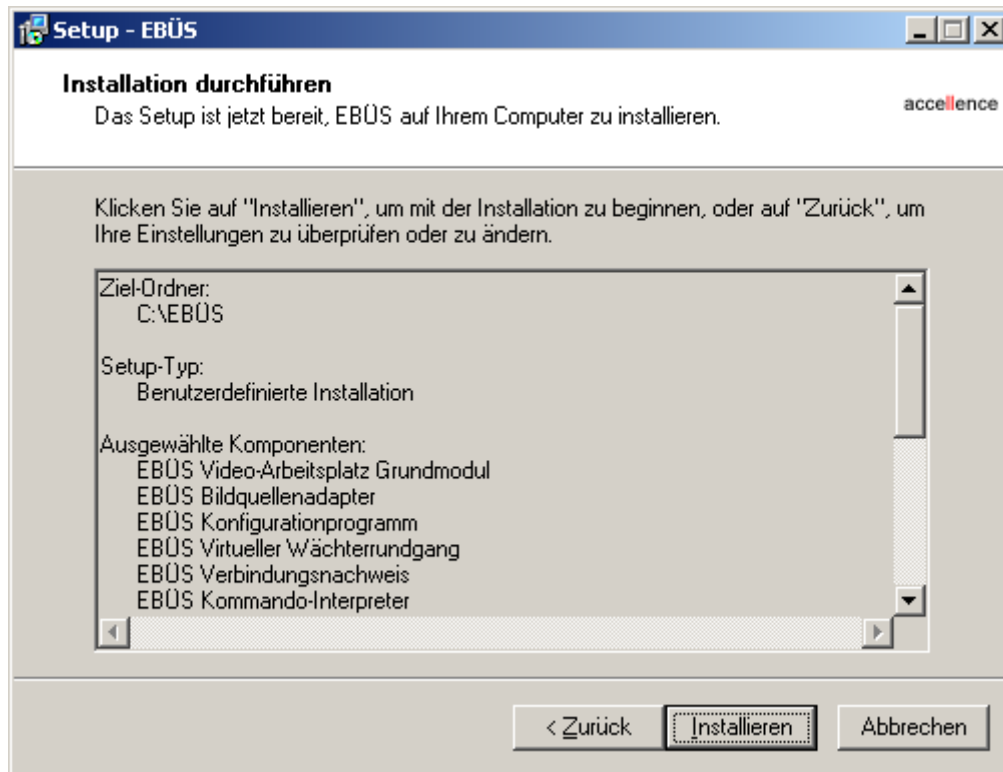 Setup - EBÜS
Installation durchführen
Das Setup ist jetzt bereit, EBÜS auf Ihrem Computer zu installieren.
accellence
Klicken Sie auf "Installieren", um mit der Installation zu beginnen, oder auf "Zurück", um
Ihre Einstellungen zu überprüfen oder zu ändern.
Ziel-Ordner:
C:\EBÜS
Setup-Typ:
Benutzerdefinierte Installation
Ausgewählte Komponenten:
EBÜS Video-Arbeitsplatz Grundmodul
EBÜS Bildquellenadapter
EBÜS Konfigurationprogramm
EBÜS Virtueller Wächterrundgang
EBÜS Verbindungsnachweis
EBÜS Kommando-Interpreter
< Zurück
Installieren
Abbrechen